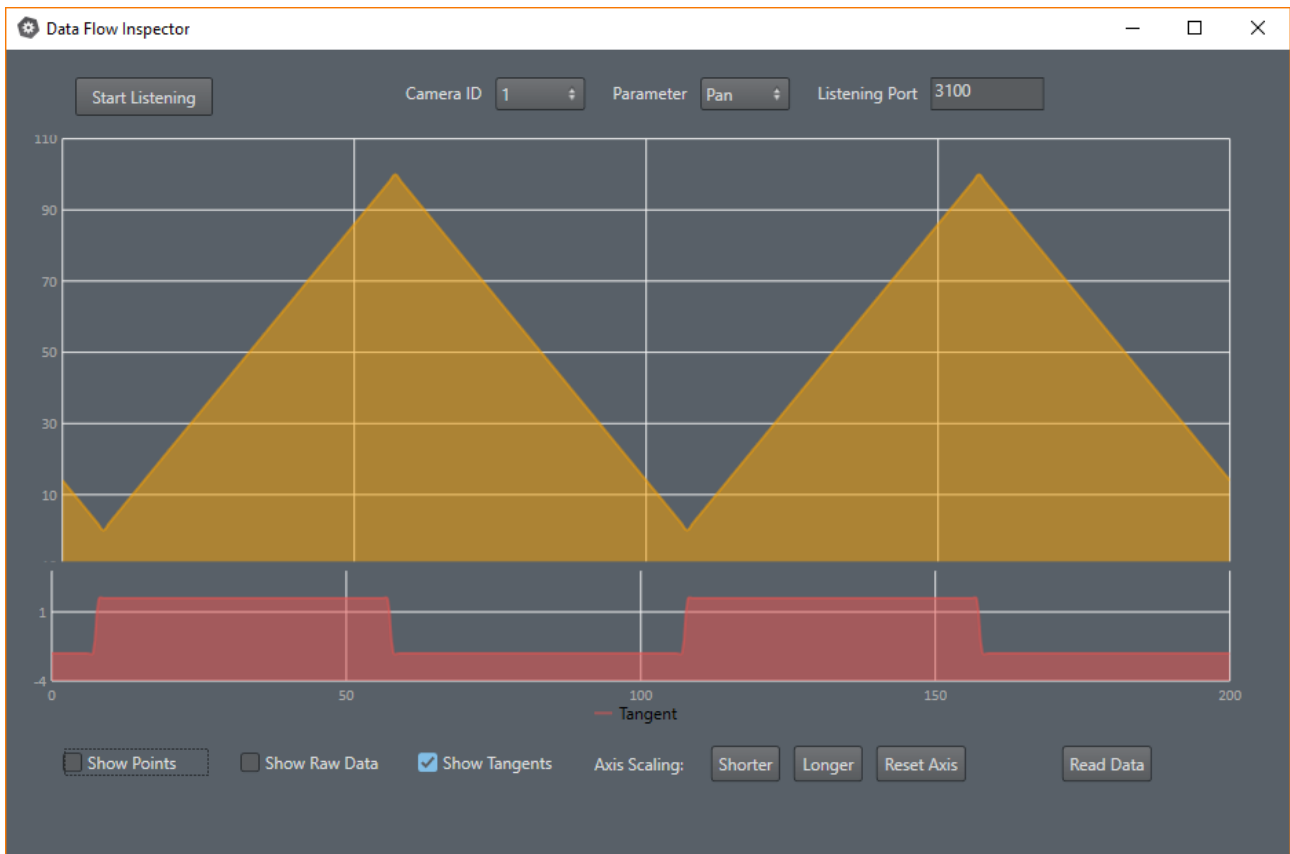 Data Flow Inspector
Start Listening Camera ID 1 Parameter Pan Listening Port 3100
110
90
70
50
30
10
1
-4
0 50 100 150 200
Tangent
Show Points Show Raw Data Show Tangents Axis Scaling: Shorter Longer Reset Axis Read Data